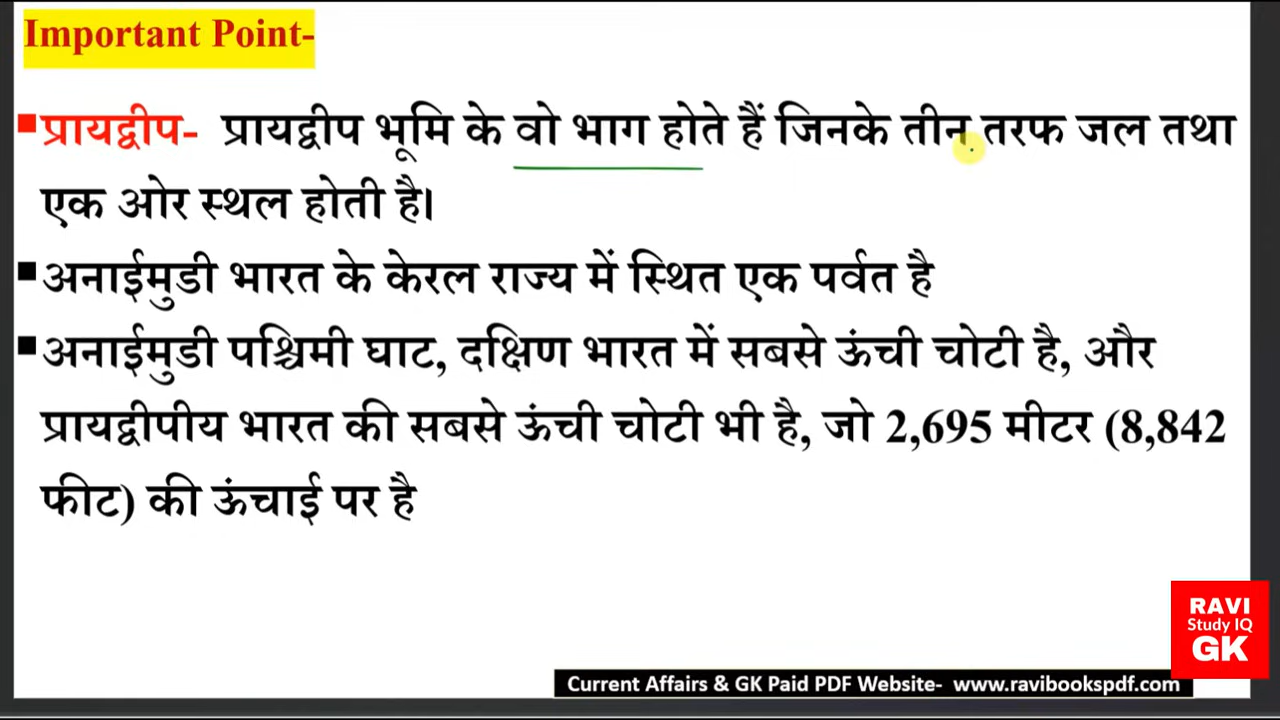 Important Point-
प्रायद्वीप- प्रायद्वीप भूमि के वो भाग होते हैं जिनके तीन तरफ जल तथा
एक ओर स्थल होती है।
अनाईमुडी भारत के केरल राज्य में स्थित एक पर्वत है
अनाईमुडी पश्चिमी घाट, दक्षिण भारत में सबसे ऊंची चोटी है, और
प्रायद्वीपीय भारत की सबसे ऊंची चोटी भी है, जो 2,695 मीटर (8,842
फीट) की ऊंचाई पर है
RAVI
Study IQ
GK
Current Affairs & GK Paid PDF Website- www.ravibookspdf.com